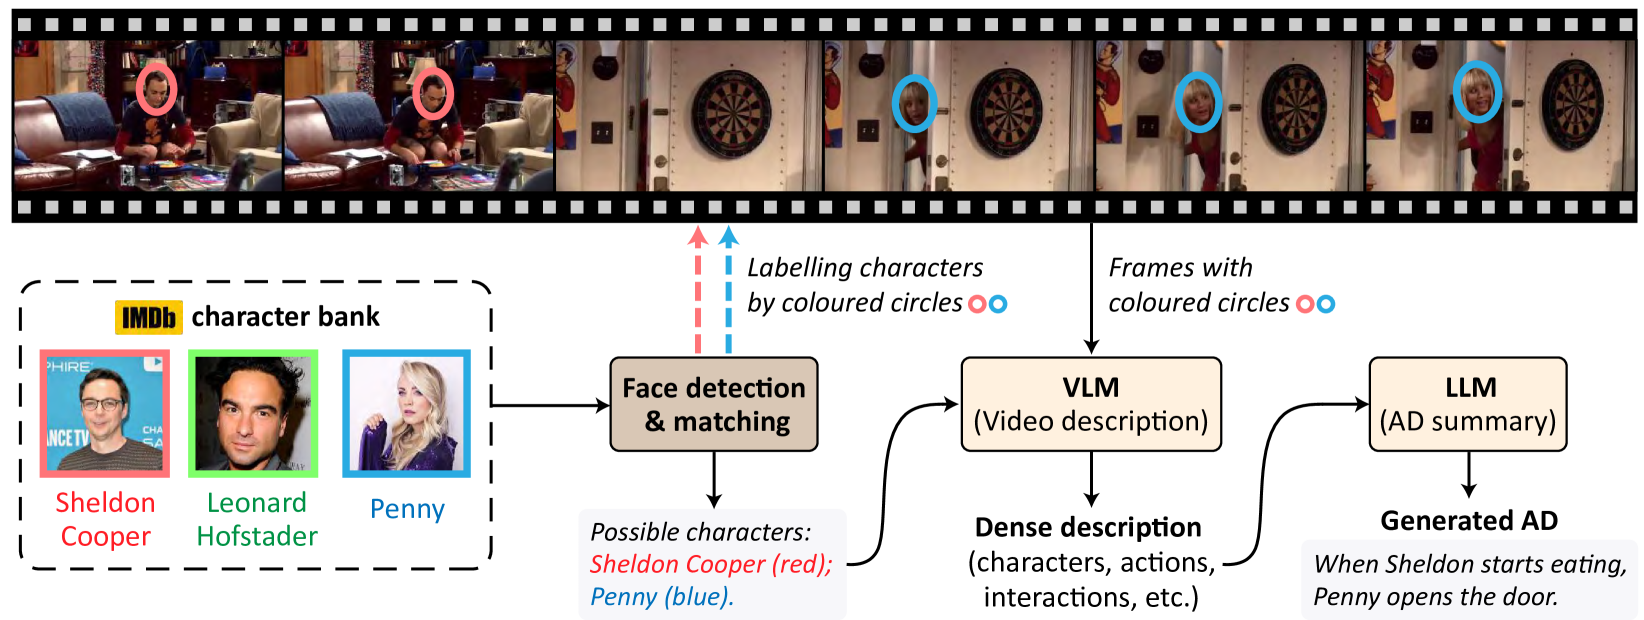 Labelling characters
by coloured circles
Frames with
coloured circles
IMDb character bank
PHIRE
ANCE TV
CHA
SA
Sheldon
Cooper
Leonard
Hofstader
Penny
Face detection
& matching
VLM
(Video description)
LLM
(AD summary)
Possible characters:
Sheldon Cooper (red);
Penny (blue).
Dense description
(characters, actions,
interactions, etc.)
Generated AD
When Sheldon starts eating,
Penny opens the door.